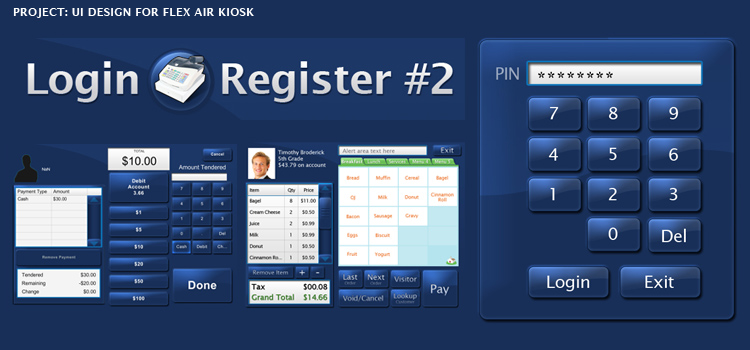 PROJECT: UI DESIGN FOR FLEX AIR KIOSK
Login Register #2
NaN
Payment Type Amount
Cash $30.00
Remove Payment
Tendered $30.00
Remaining -$20.00
Change $0.00
TOTAL
$10.00
Debit
Account
3.66
$1
$5
$10
$20
$50
$100
Cancel
Amount Tendered
7 8 9
4 5 6
1 2 3
0 . Del
Cash Debit Ch...
Done
Timothy Broderick
5th Grade
$43.79 on account
Item Qty Price
Bagel 8 $11.00
Cream Cheese 2 $0.50
Juice 2 $0.99
Milk 1 $0.99
Donut 1 $0.50
Cinnamon Ro... 1 $0.50
Remove Item + -
Tax $00.08
Grand Total $14.66
Alert area text here Exit
Breakfast Lunch Services Menu 4 Menu 5
Bread Muffin Cereal Bagel
OJ Milk Donut Cinnamon Roll
Bacon Sausage Gravy
Eggs Biscuit
Fruit Yogurt
Last Order
Next Order
Visitor
Pay
Void/Cancel
Lookup Customer
PIN ********
7 8 9
4 5 6
1 2 3
0 Del
Login Exit